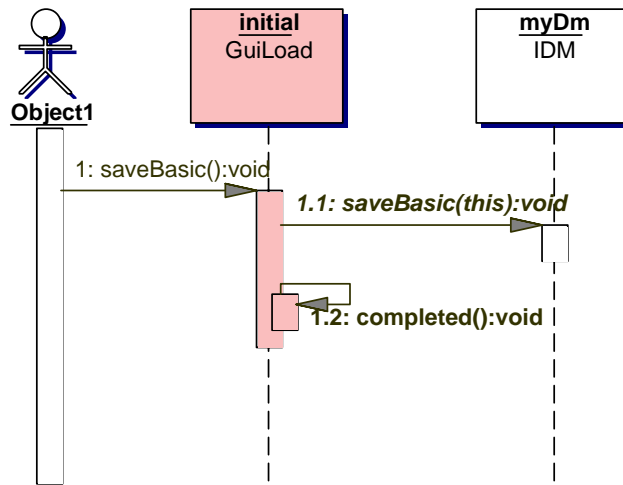 initial
GuiLoad
myDm
IDM
Object1
1: saveBasic():void
1.1: saveBasic(this):void
1.2: completed():void